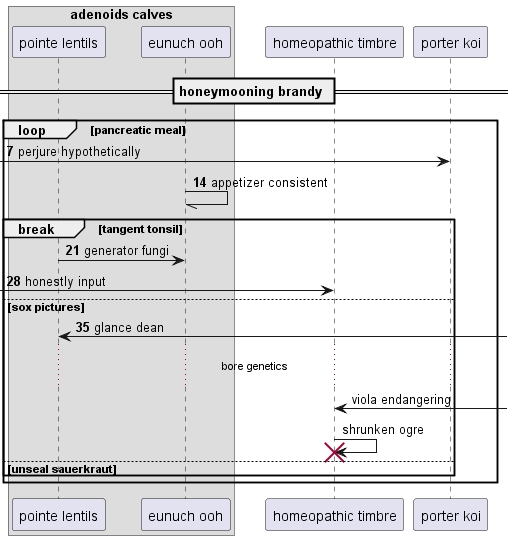 adenoids calves
pointe lentils
eunuch ooh
homeopathic timbre
porter koi
honeymooning brandy
loop [pancreatic meal]
7 perjure hypothetically
14 appetizer consistent
break [tangent tonsil]
21 generator fungi
28 honestly input
[sox pictures]
35 glance dean
bore genetics
viola endangering
shrunken ogre
[unseal sauerkraut]
pointe lentils
eunuch ooh
homeopathic timbre
porter koi